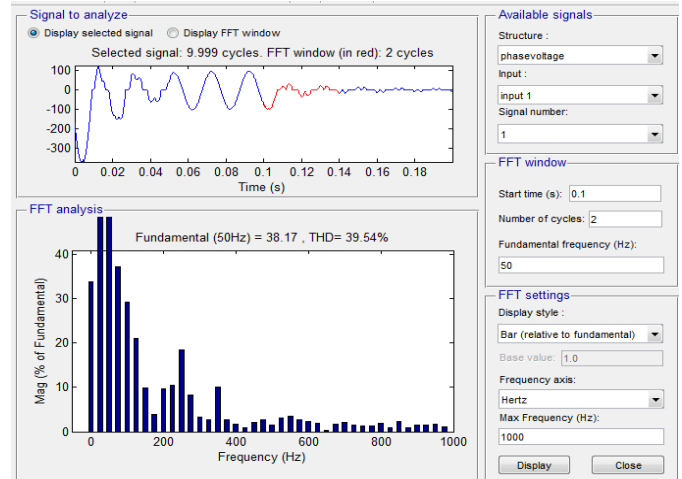 Signal to analyze
Display selected signal Display FFT window
Selected signal: 9.999 cycles. FFT window (in red): 2 cycles
100
0
-100
-200
-300
0 0.02 0.04 0.06 0.08 0.1 0.12 0.14 0.16 0.18
Time (s)
FFT analysis
Fundamental (50Hz) = 38.17 , THD= 39.54%
40
30
20
10
0
Mag (% of Fundamental)
0 200 400 600 800 1000
Frequency (Hz)
Available signals
Structure :
phasevoltage
Input :
input 1
Signal number:
1
FFT window
Start time (s): 0.1
Number of cycles: 2
Fundamental frequency (Hz):
50
FFT settings
Display style :
Bar (relative to fundamental)
Base value: 1.0
Frequency axis:
Hertz
Max Frequency (Hz):
1000
Display Close